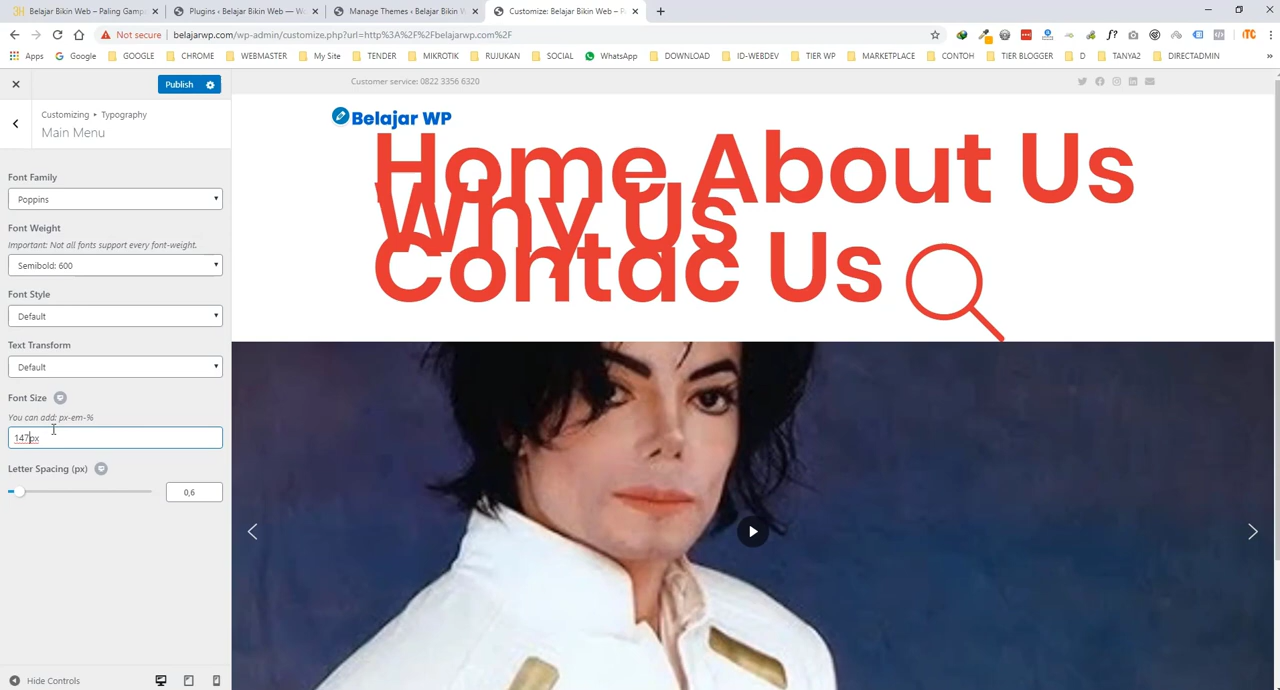 Belajar Bikin Web – Paling Gamp
Plugins ‹ Belajar Bikin Web — Wo
Manage Themes ‹ Belajar Bikin W
Customize: Belajar Bikin Web – P
Not secure
belajarwp.com/wp-admin/customize.php?url=http%3A%2F%2Fbelajarwp.com%2F
Apps
Google
GOOGLE
CHROME
WEBMASTER
My Site
TENDER
MIKROTIK
RUJUKAN
SOCIAL
WhatsApp
DOWNLOAD
ID-WEBDEV
TIER WP
MARKETPLACE
CONTOH
TIER BLOGGER
D
TANYA2
DIRECTADMIN
»
Publish
Customer service: 0822 3356 6320
Customizing ▸ Typography
Main Menu
Belajar WP
Home About Us
Why Us
Contac Us
Font Family
Poppins
Font Weight
Important: Not all fonts support every font-weight.
Semibold: 600
Font Style
Default
Text Transform
Default
Font Size
You can add: px-em-%
147px
Letter Spacing (px)
0,6
Hide Controls